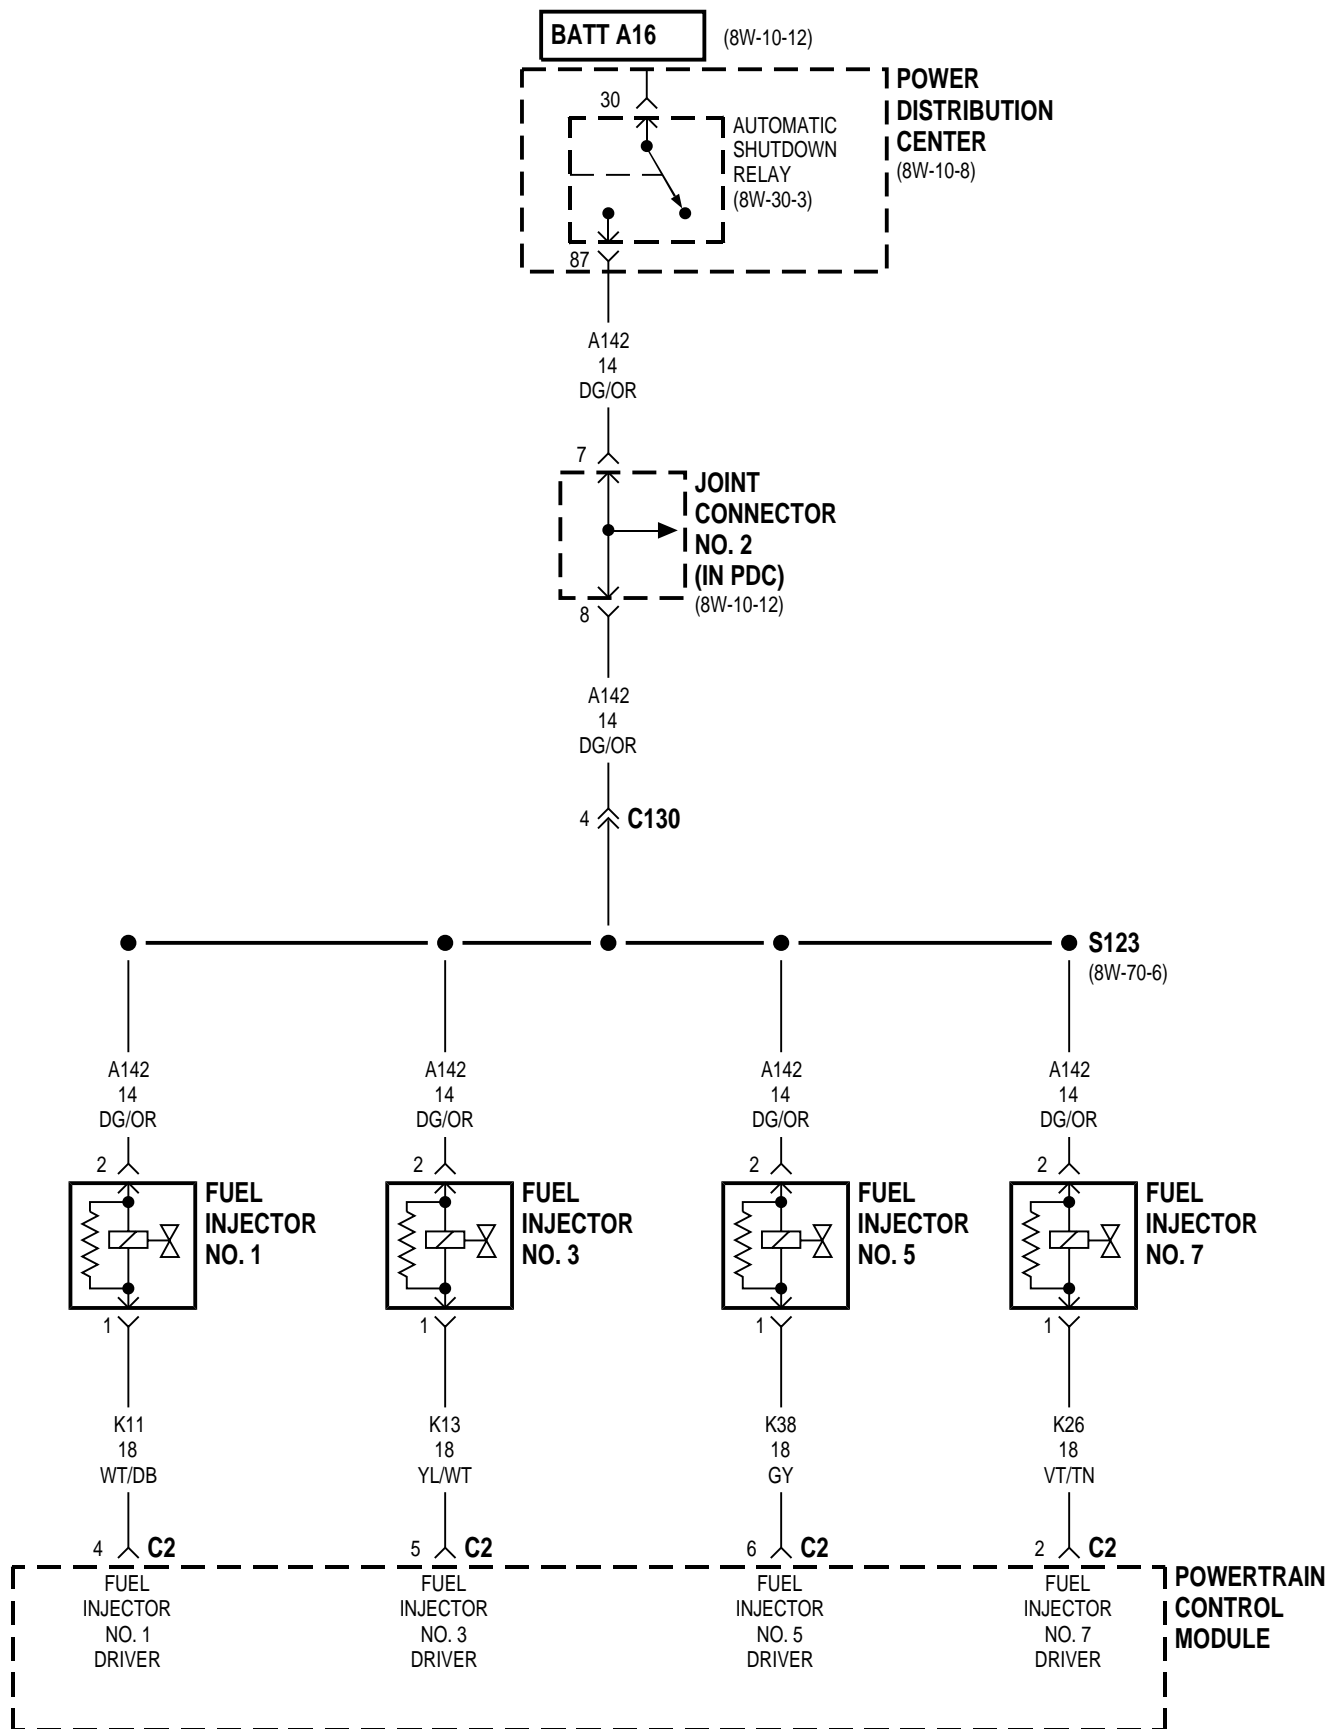 BATT A16 (8W-10-12)
POWER
DISTRIBUTION
CENTER
(8W-10-8)
30
AUTOMATIC
SHUTDOWN
RELAY
(8W-30-3)
87
A142
14
DG/OR
7
JOINT
CONNECTOR
NO. 2
(IN PDC)
(8W-10-12)
8
A142
14
DG/OR
4 C130
S123
(8W-70-6)
A142
14
DG/OR
2
FUEL
INJECTOR
NO. 1
1
K11
18
WT/DB
4 C2
FUEL
INJECTOR
NO. 1
DRIVER
A142
14
DG/OR
2
FUEL
INJECTOR
NO. 3
1
K13
18
YL/WT
5 C2
FUEL
INJECTOR
NO. 3
DRIVER
A142
14
DG/OR
2
FUEL
INJECTOR
NO. 5
1
K38
18
GY
6 C2
FUEL
INJECTOR
NO. 5
DRIVER
A142
14
DG/OR
2
FUEL
INJECTOR
NO. 7
1
K26
18
VT/TN
2 C2
FUEL
INJECTOR
NO. 7
DRIVER
POWERTRAIN
CONTROL
MODULE